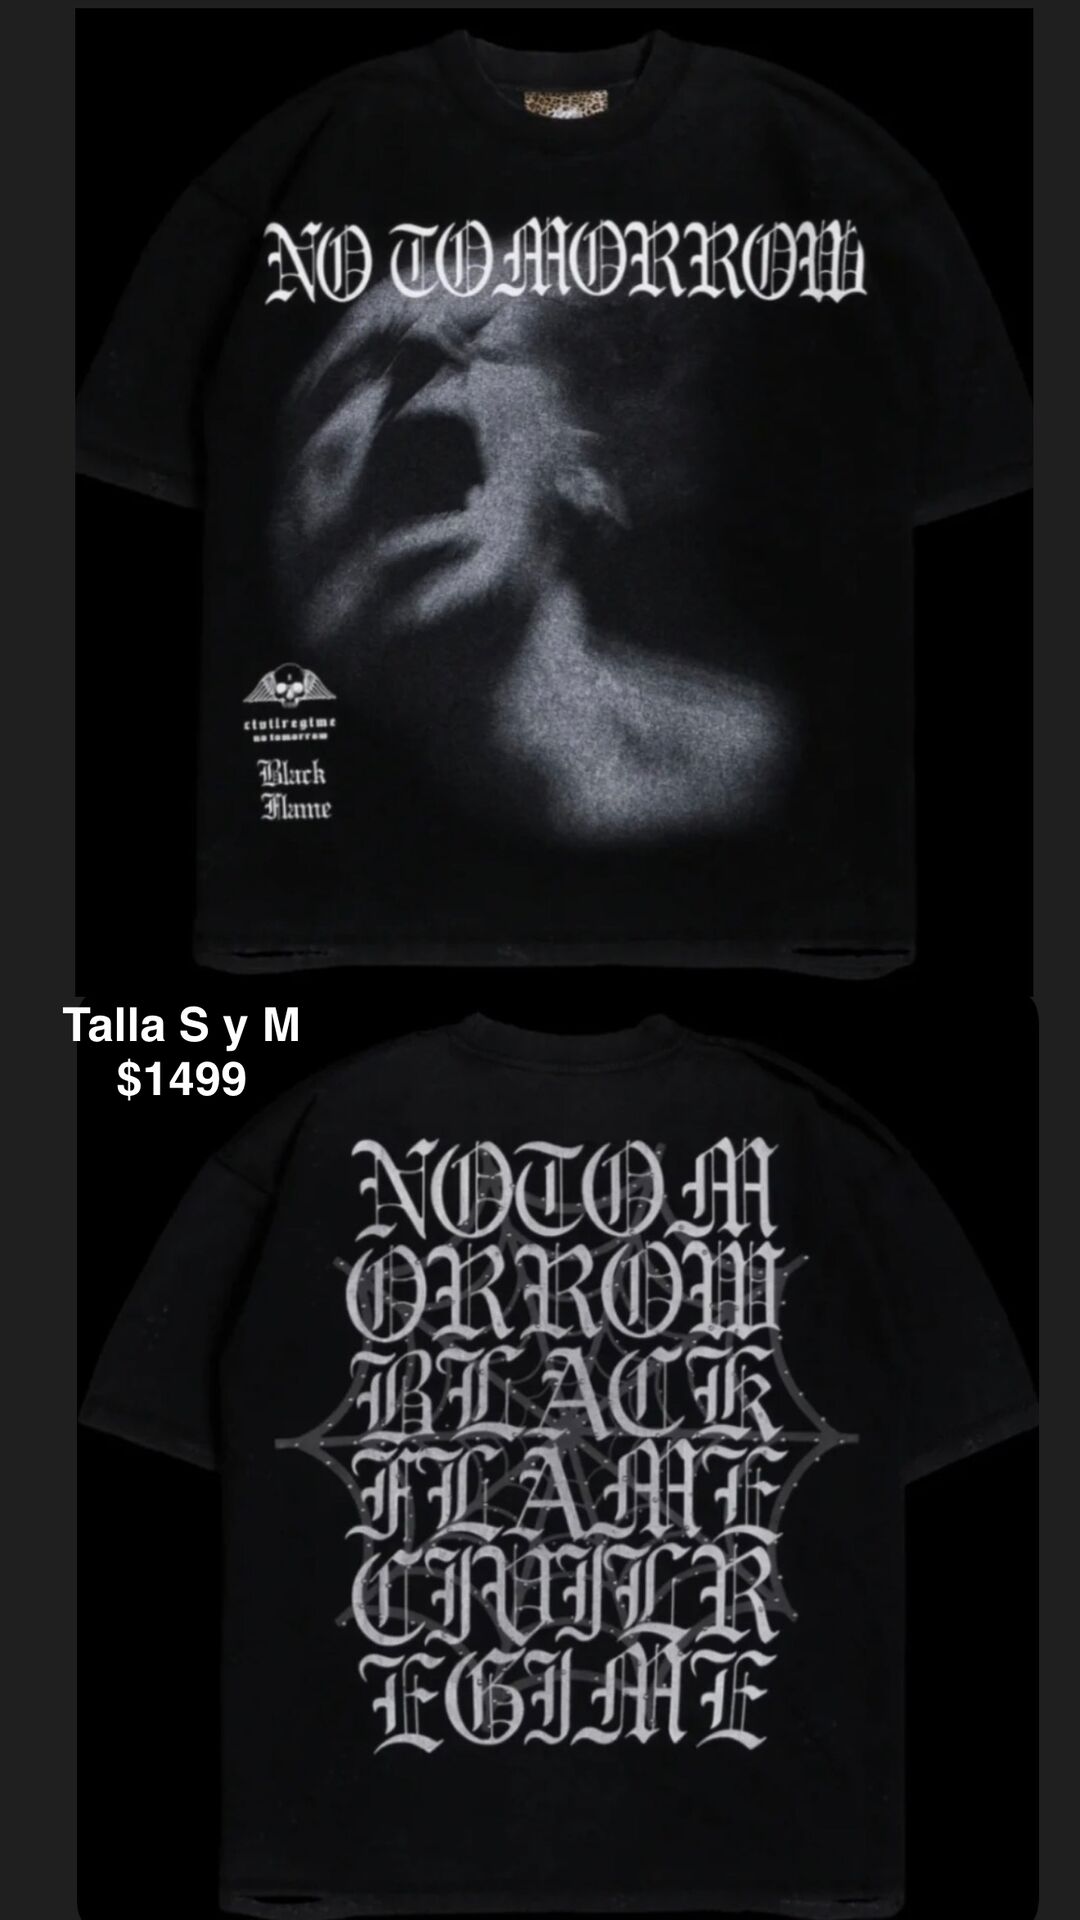 NO TOMORROW
civilregime
no tomorrow
Black
Flame
Talla S y M
$1499
NOTOM
ORROW
BLACK
FLAME
CIVILR
EGIME